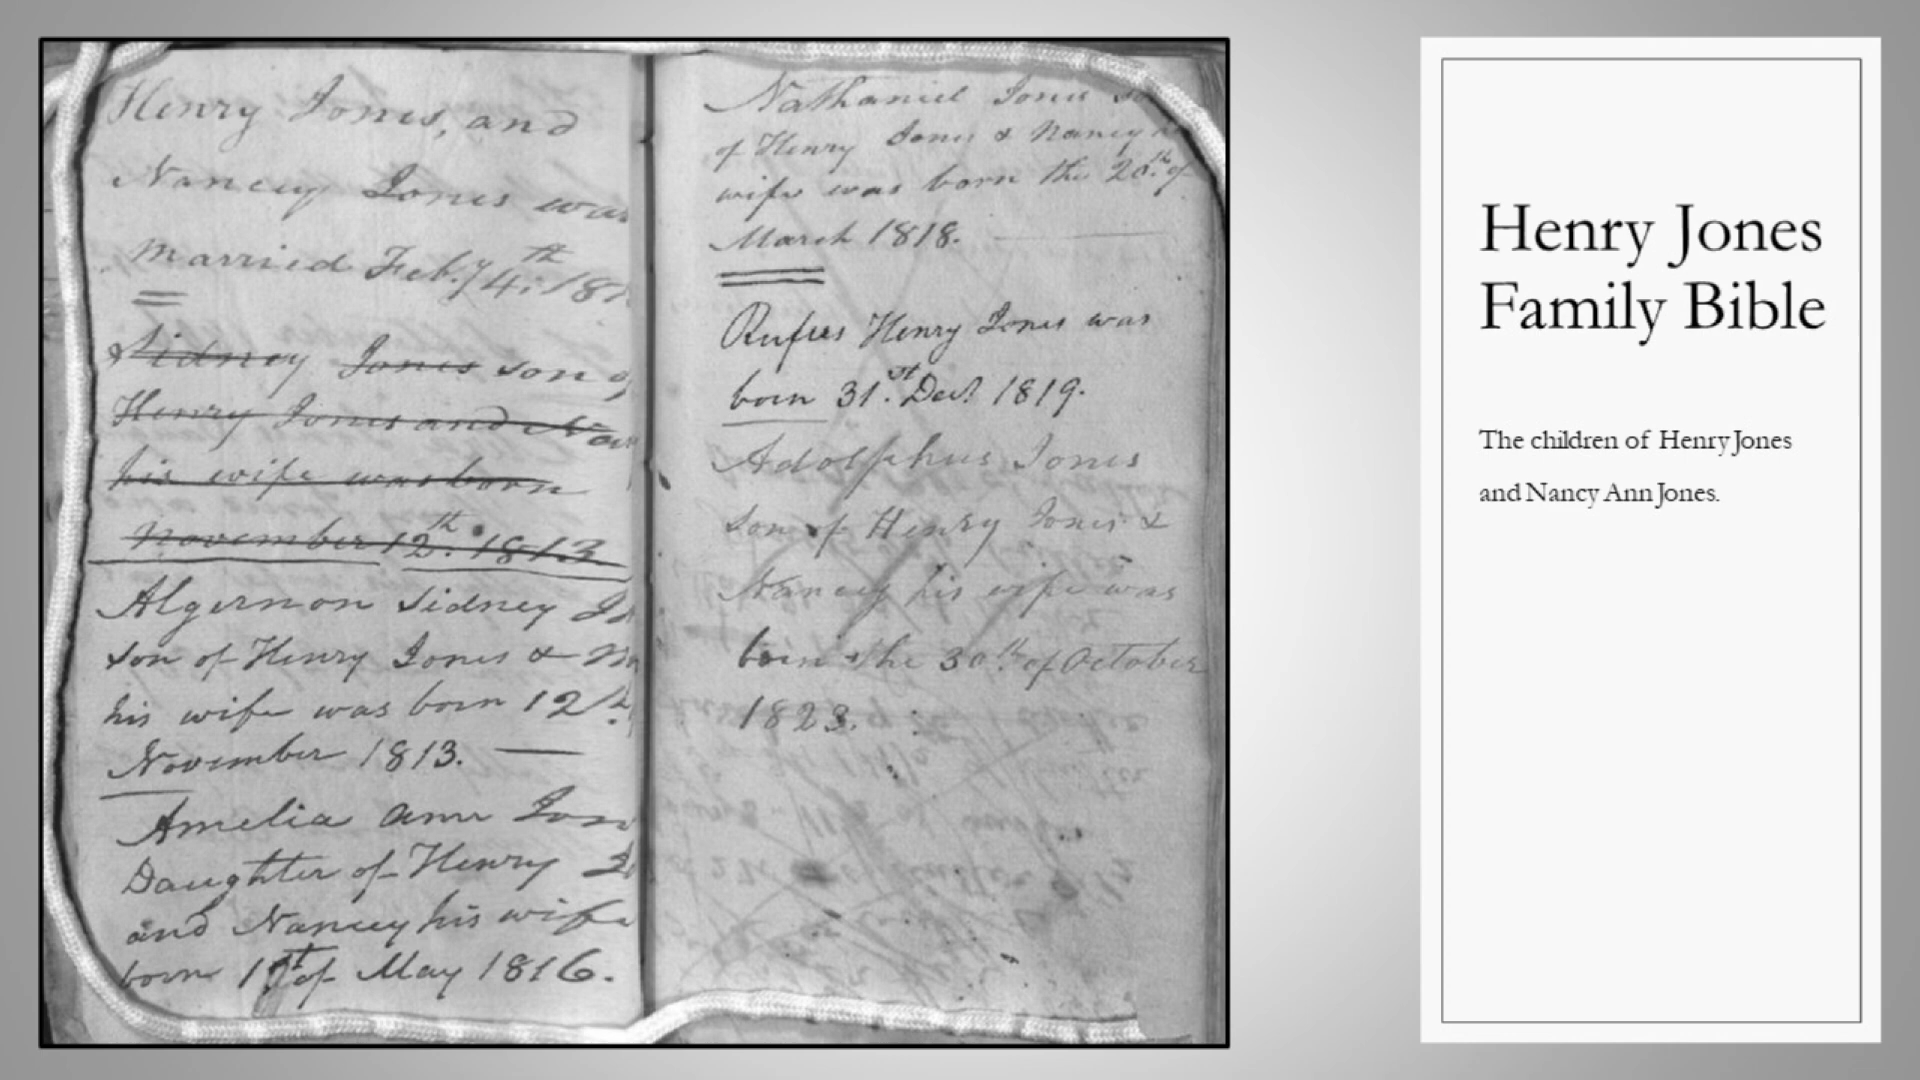 Henry Jones, and
Nancy Jones was
married Feb.y 4th: 181
Sidney Jones son of
Henry Jones and Nan
his wife was born
November 12th. 1813
Algernon Sidney Jo
son of Henry Jones & N
his wife was born 12th.
November 1813.
Amelia ann Jon
Daughter of Henry J
and Nancy his wife
born of May 1816.
Nathaniel Jones so
of Henry Jones & Nancy h
wife was born the 20th. of
March 1818.
Rufus Henry Jones was
born 31st. Dec. 1819.
Adolphus Jones
son of Henry Jones &
Nancy his wife was
born the 30th. of October
1823.
Henry Jones
Family Bible
The children of Henry Jones
and Nancy Ann Jones.